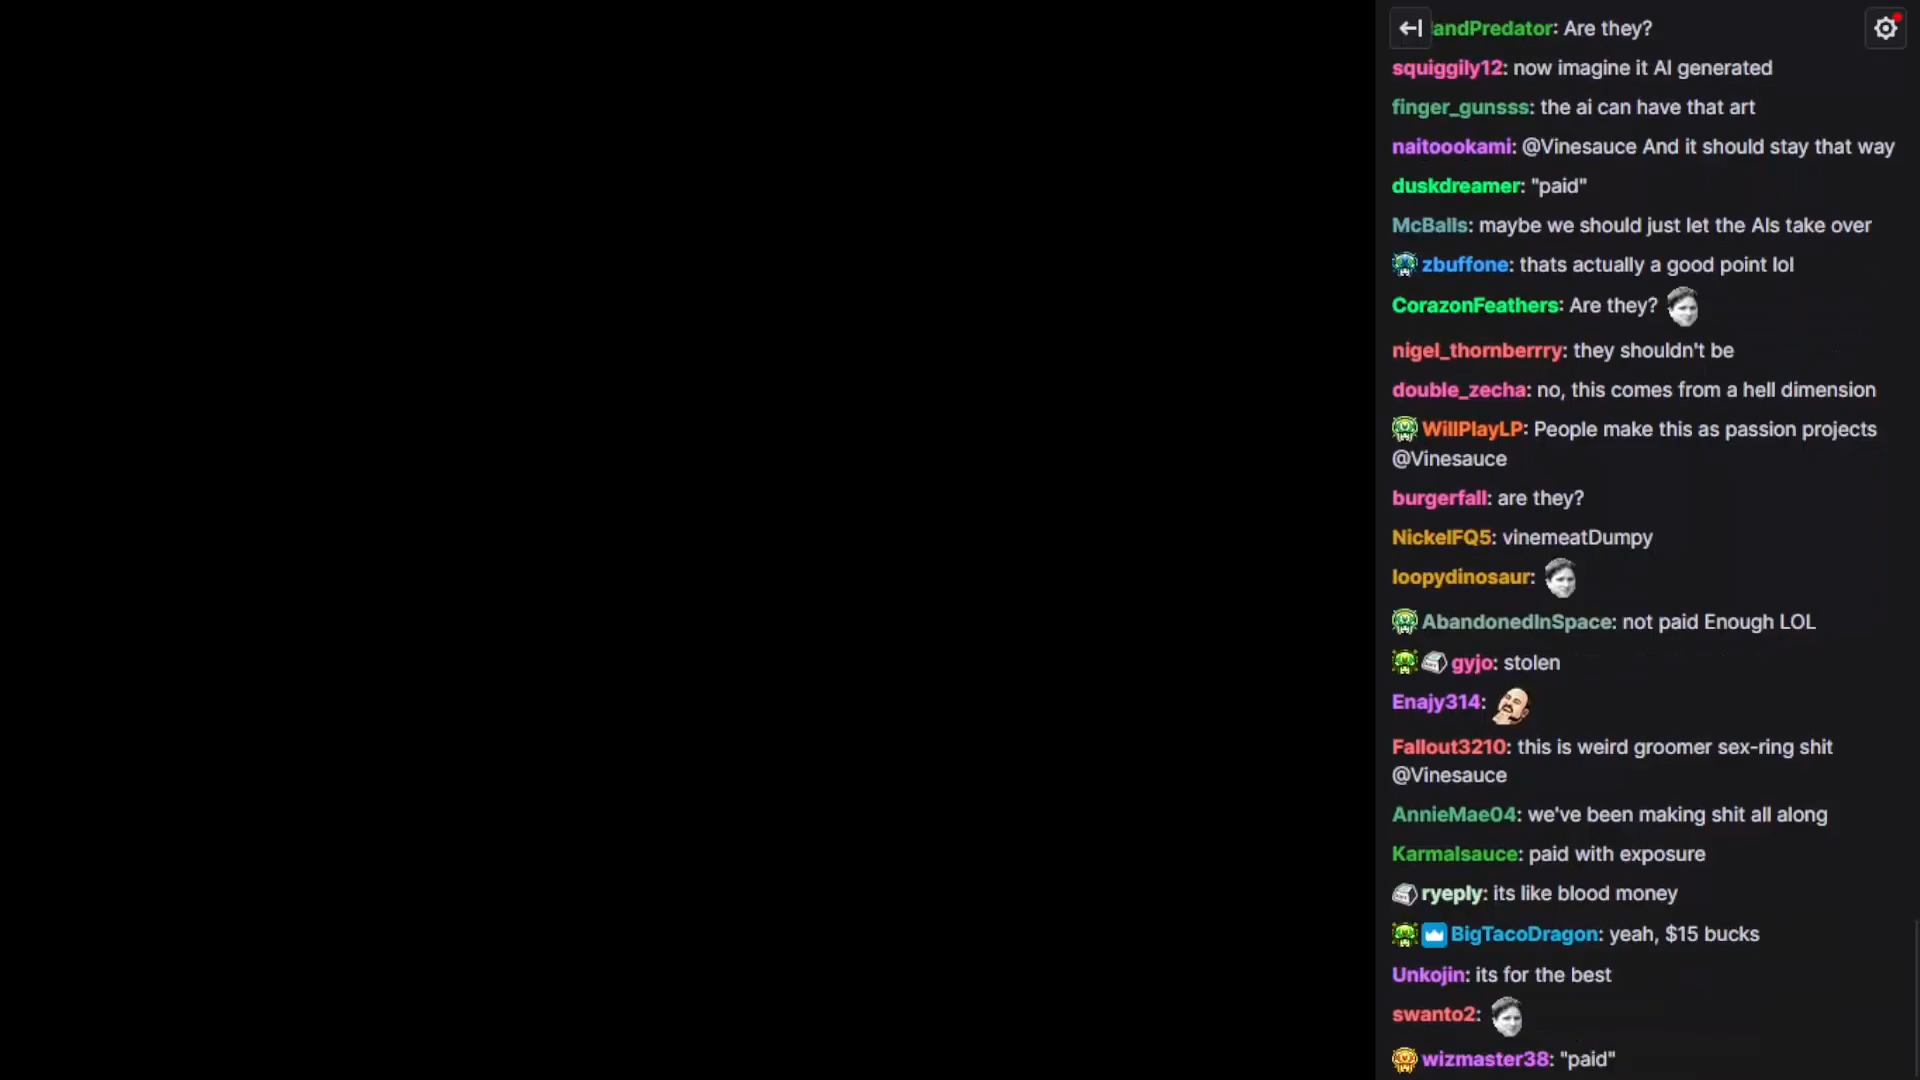 andPredator: Are they?
squiggily12: now imagine it AI generated
finger_gunsss: the ai can have that art
naitoookami: @Vinesauce And it should stay that way
duskdreamer: "paid"
McBalls: maybe we should just let the AIs take over
zbuffone: thats actually a good point lol
CorazonFeathers: Are they?
nigel_thornberrry: they shouldn't be
double_zecha: no, this comes from a hell dimension
WillPlayLP: People make this as passion projects
@Vinesauce
burgerfall: are they?
NickelFQ5: vinemeatDumpy
loopydinosaur:
AbandonedInSpace: not paid Enough LOL
gyjo: stolen
Enajy314:
Fallout3210: this is weird groomer sex-ring shit
@Vinesauce
AnnieMae04: we've been making shit all along
Karmalsauce: paid with exposure
ryeply: its like blood money
BigTacoDragon: yeah, $15 bucks
Unkojin: its for the best
swanto2:
wizmaster38: "paid"